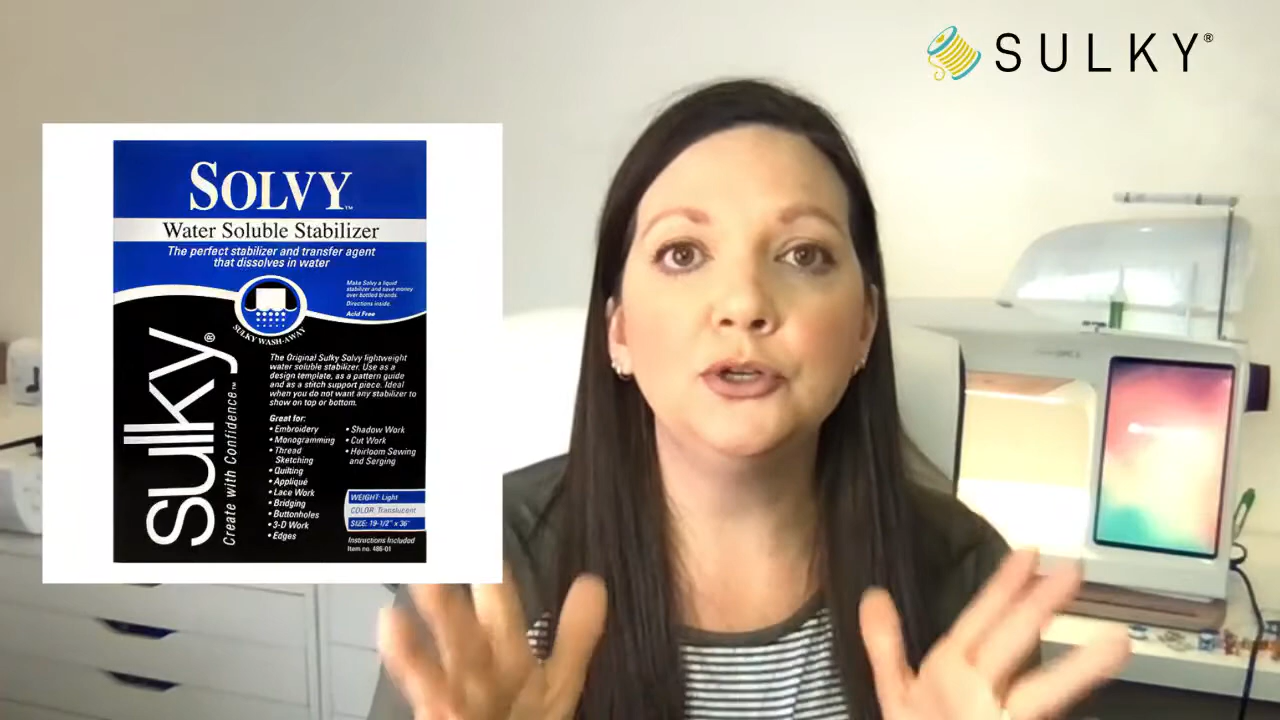 SULKY®
SOLVY™
Water Soluble Stabilizer
The perfect stabilizer and transfer agent
that dissolves in water
Make Solvy a liquid
stabilizer and save money
over bottled brands.
Directions inside.
Acid Free
SULKY WASH-AWAY
sulky®
Create with Confidence™
The Original Sulky Solvy lightweight
water soluble stabilizer. Use as a
design template, as a pattern guide
and as a stitch support piece. Ideal
when you do not want any stabilizer to
show on top or bottom.
Great for:
• Embroidery
• Monogramming
• Thread
Sketching
• Quilting
• Appliqué
• Lace Work
• Bridging
• Buttonholes
• 3-D Work
• Edges
• Shadow Work
• Cut Work
• Heirloom Sewing
and Serging
WEIGHT: Light
COLOR: Translucent
SIZE: 19-1/2" x 36"
Instructions Included
Item no. 486-01